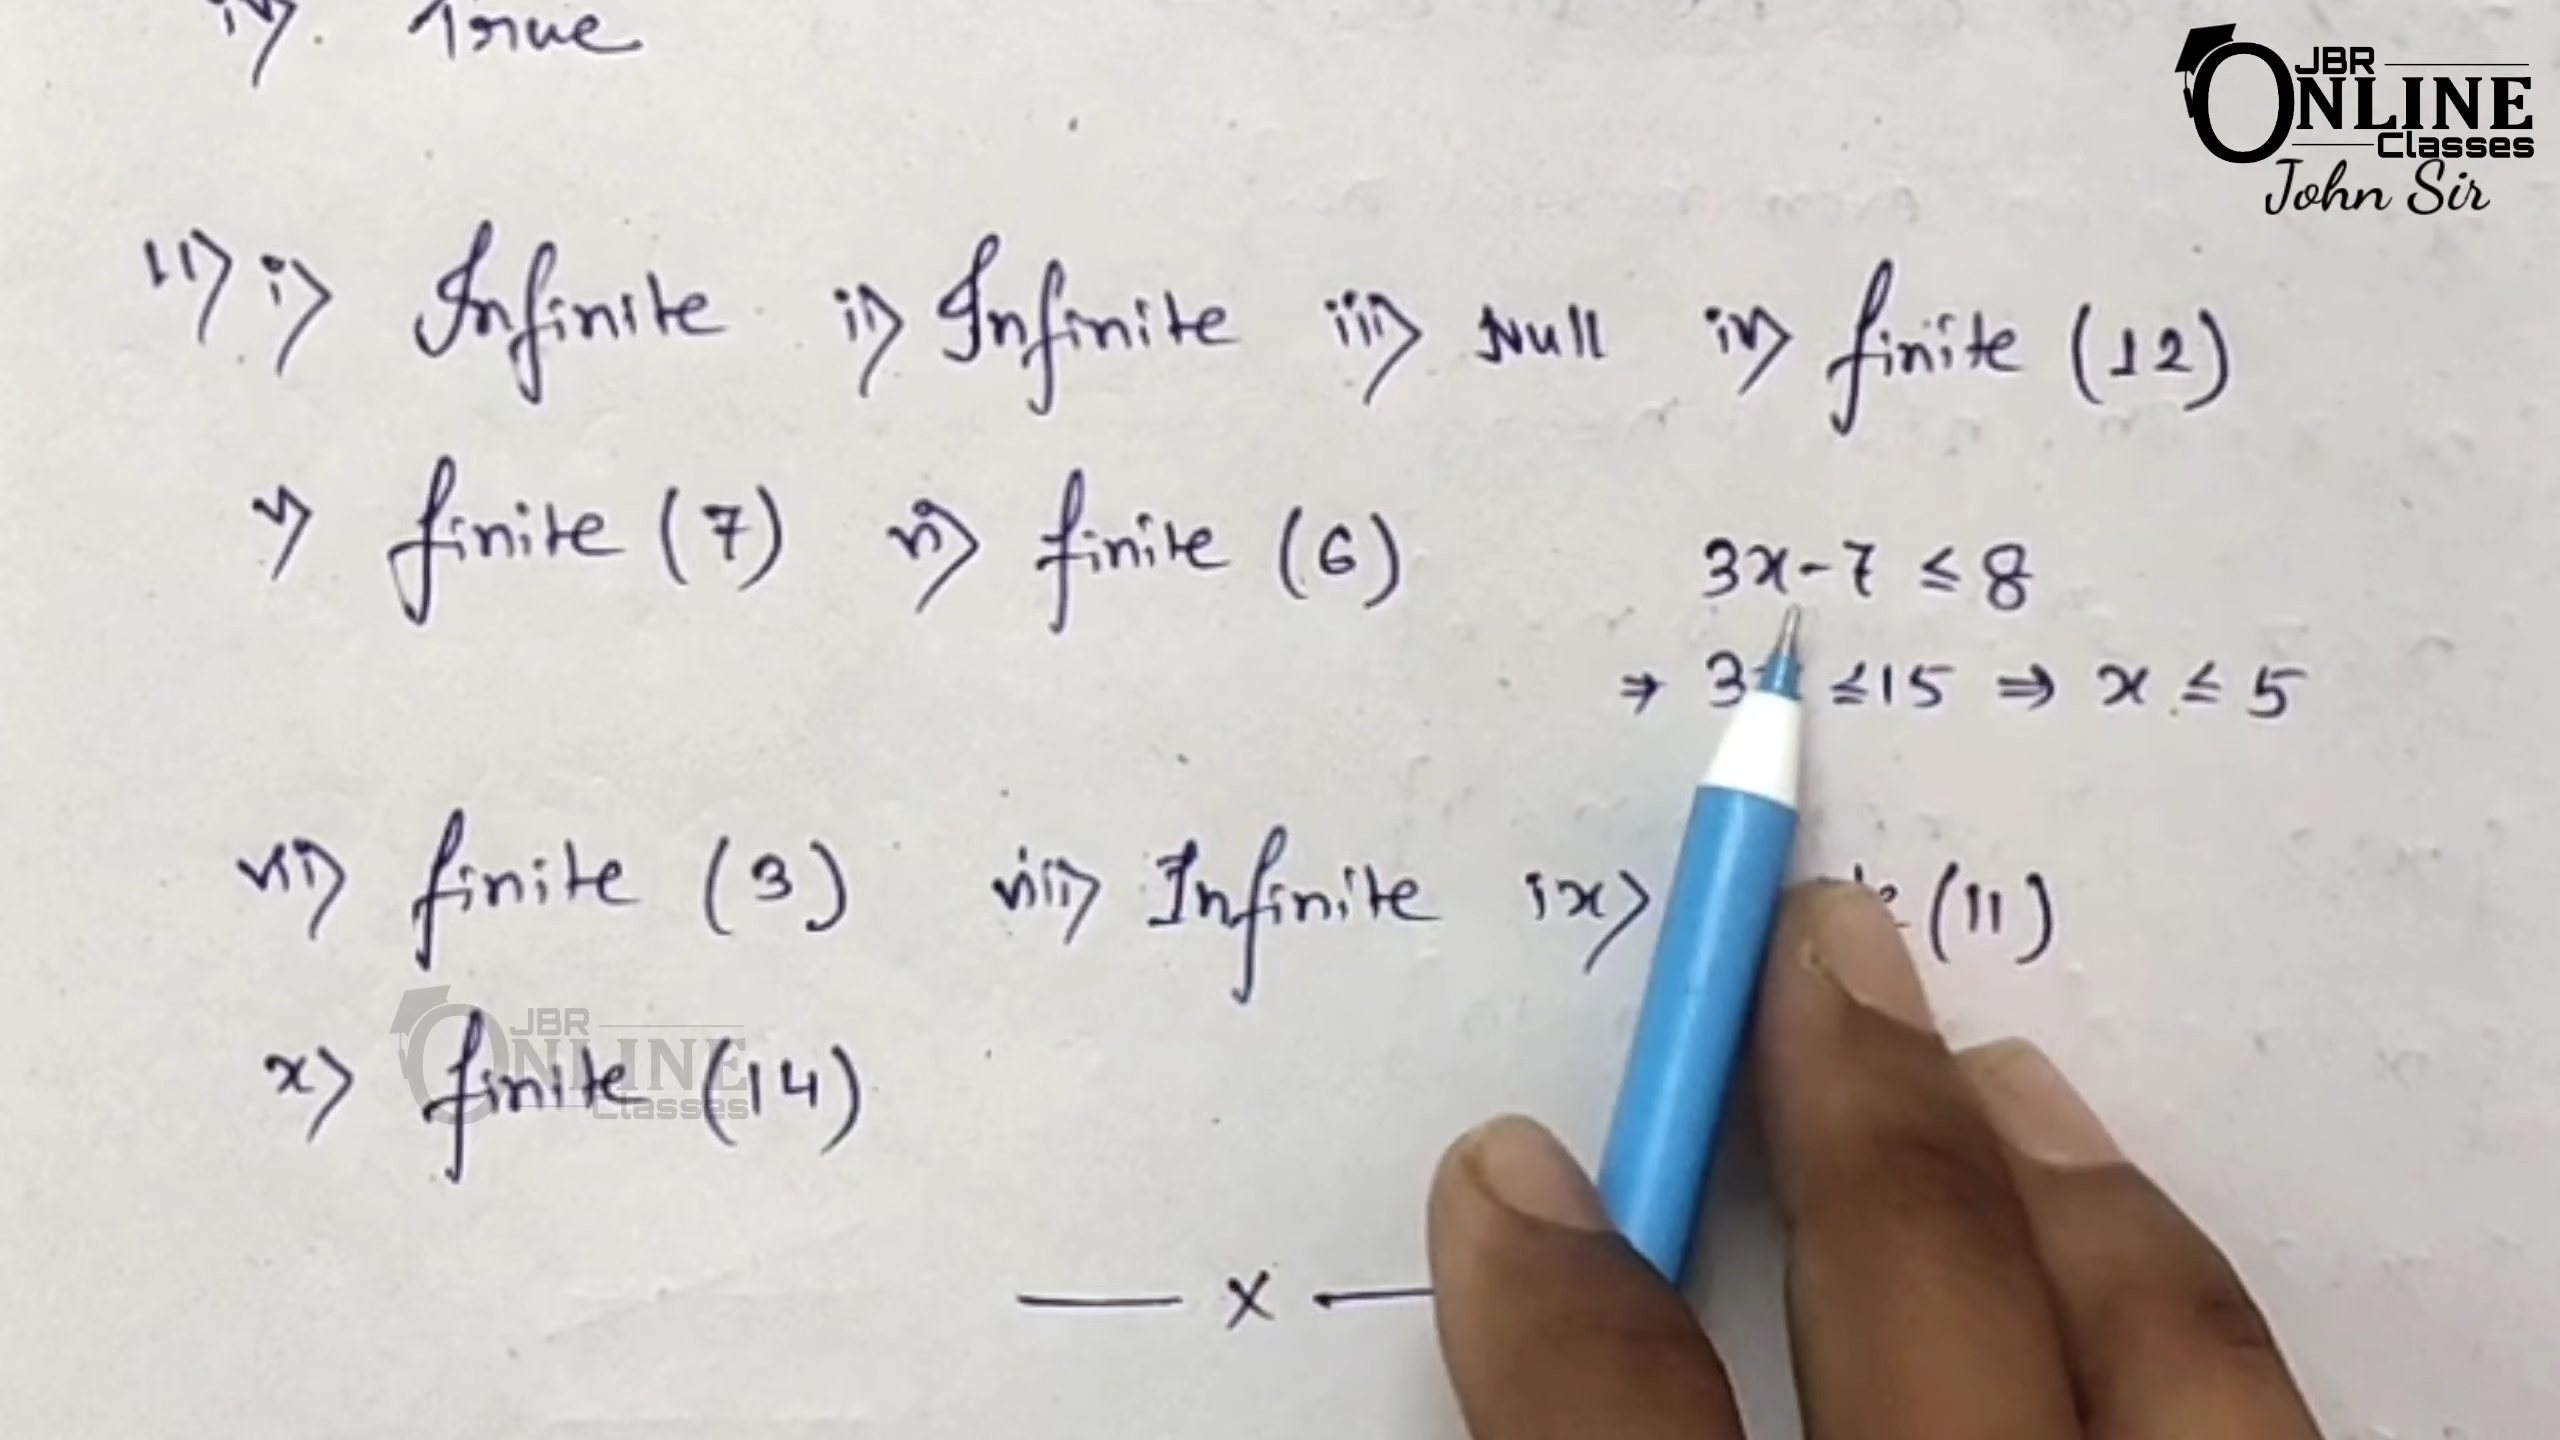 iv) True
JBR
ONLINE
Classes
John Sir
11) i) Infinite ii) Infinite iii) Null iv) finite (12)
v) finite (7) vi) finite (6) 3x-7 ≤ 8
⇒ 3 ≤ 15 ⇒ x ≤ 5
vii) finite (3) viii) Infinite ix) (11)
x) finite (14)
JBR
ONLINE
Classes
— x —